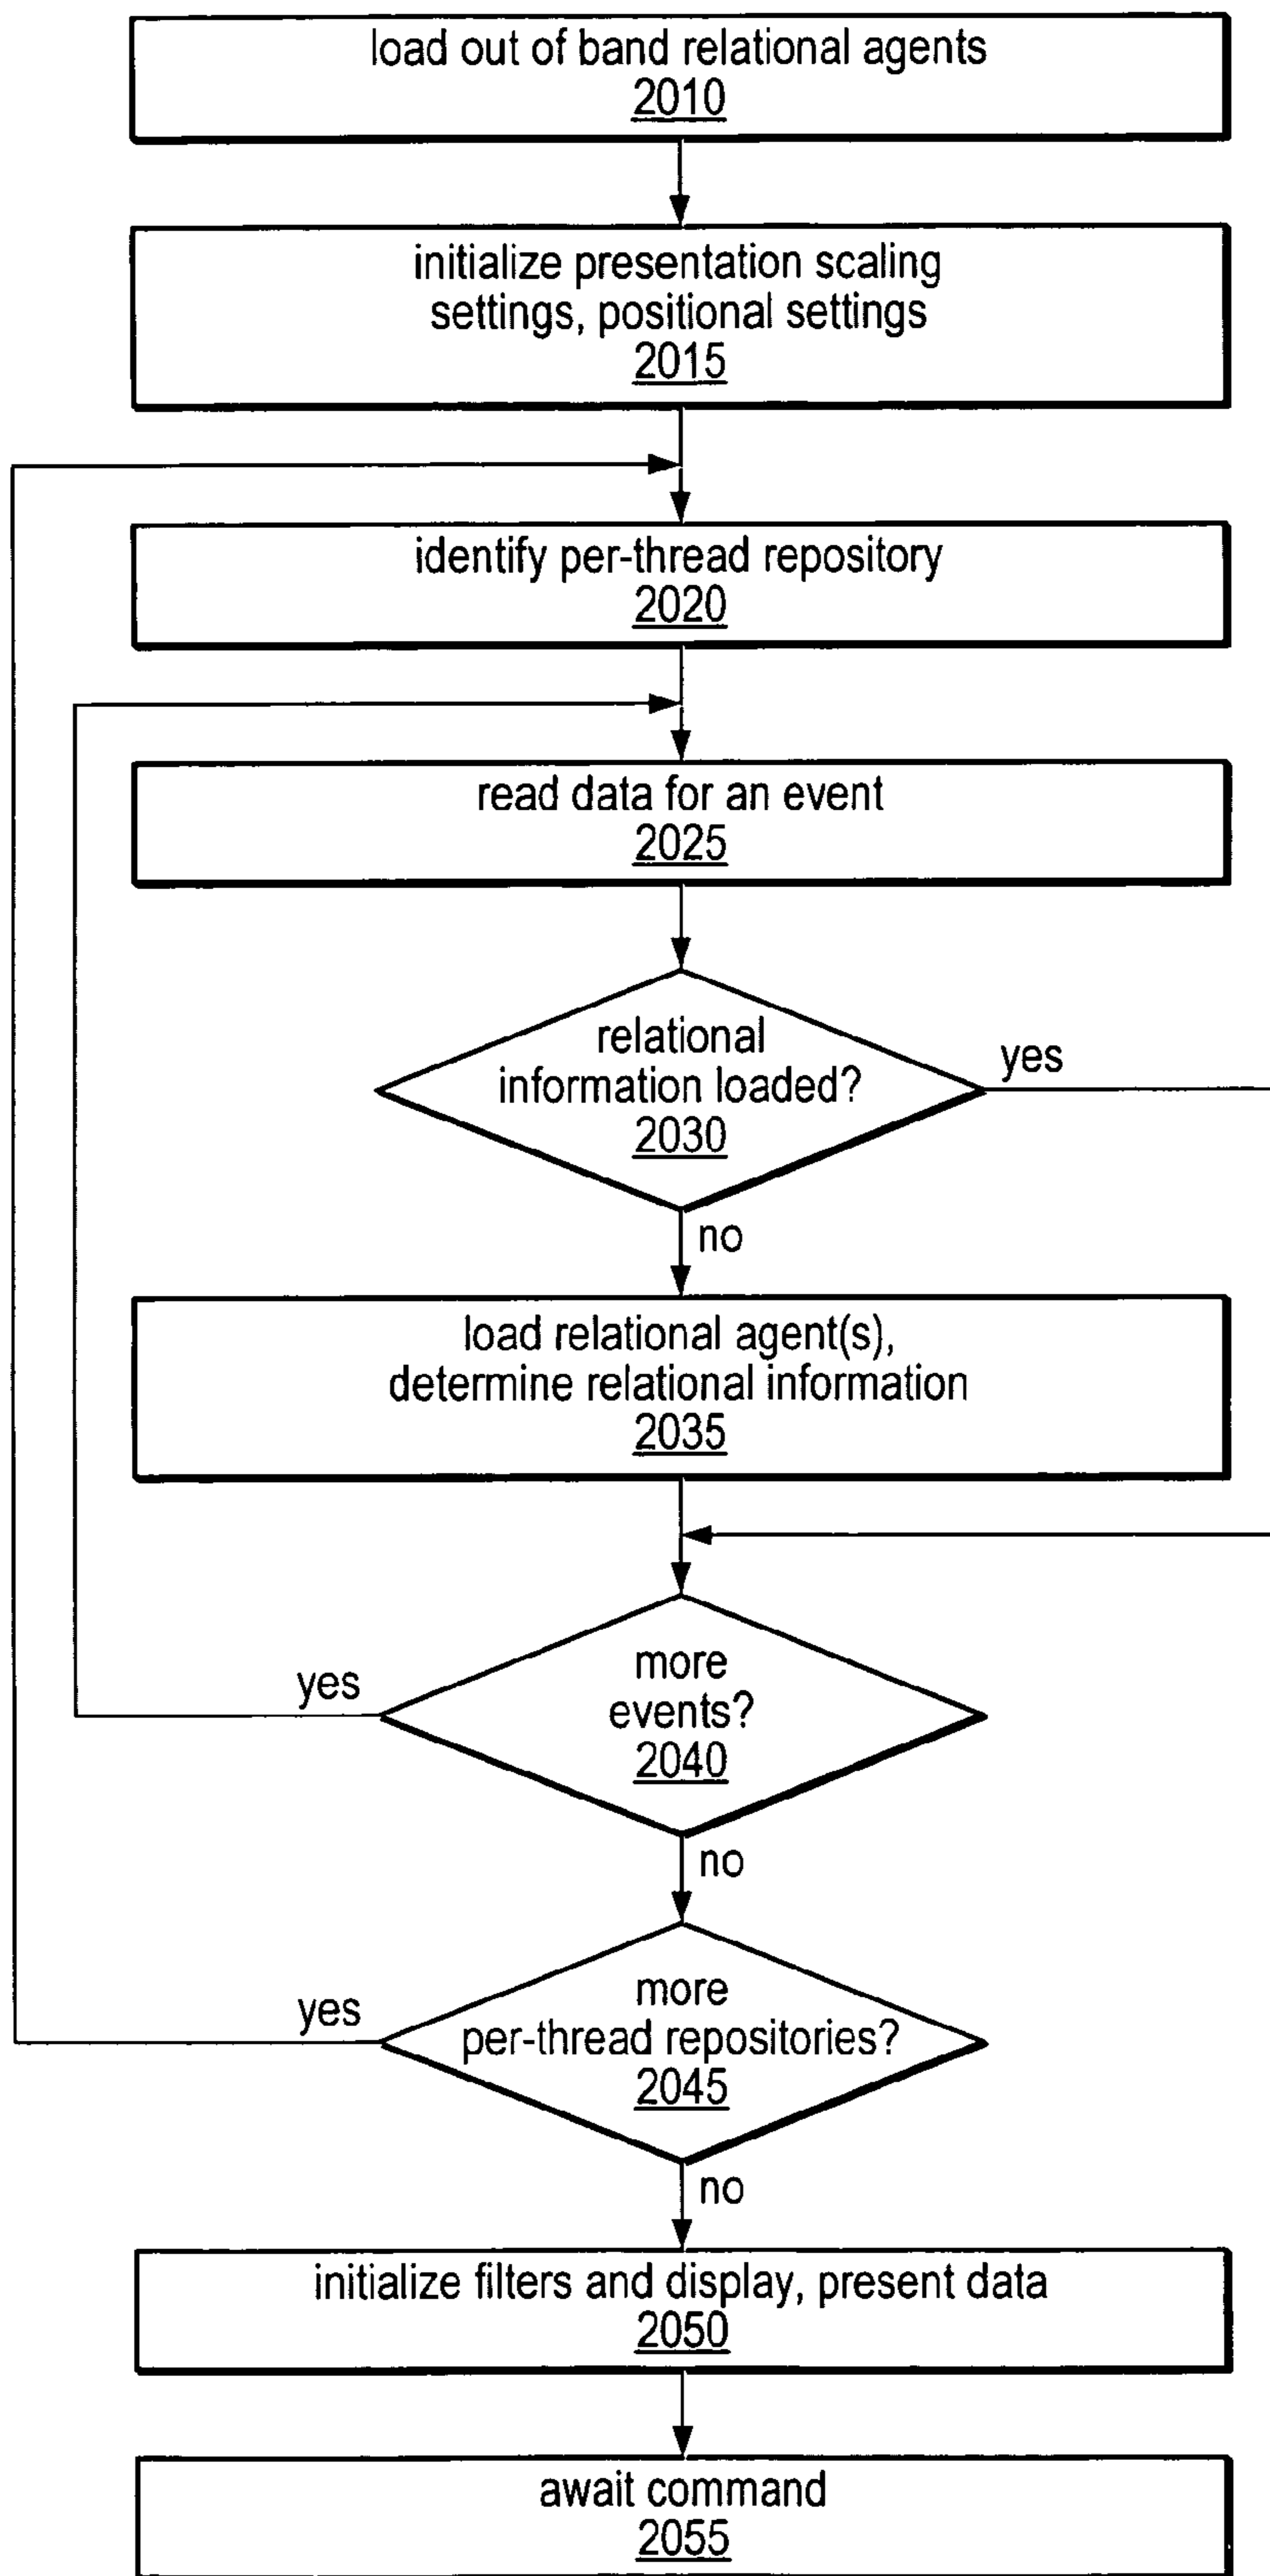 load out of band relational agents
2010
initialize presentation scaling
settings, positional settings
2015
identify per-thread repository
2020
read data for an event
2025
relational
information loaded?
2030
yes
no
load relational agent(s),
determine relational information
2035
more
events?
2040
yes
no
more
per-thread repositories?
2045
yes
no
initialize filters and display, present data
2050
await command
2055